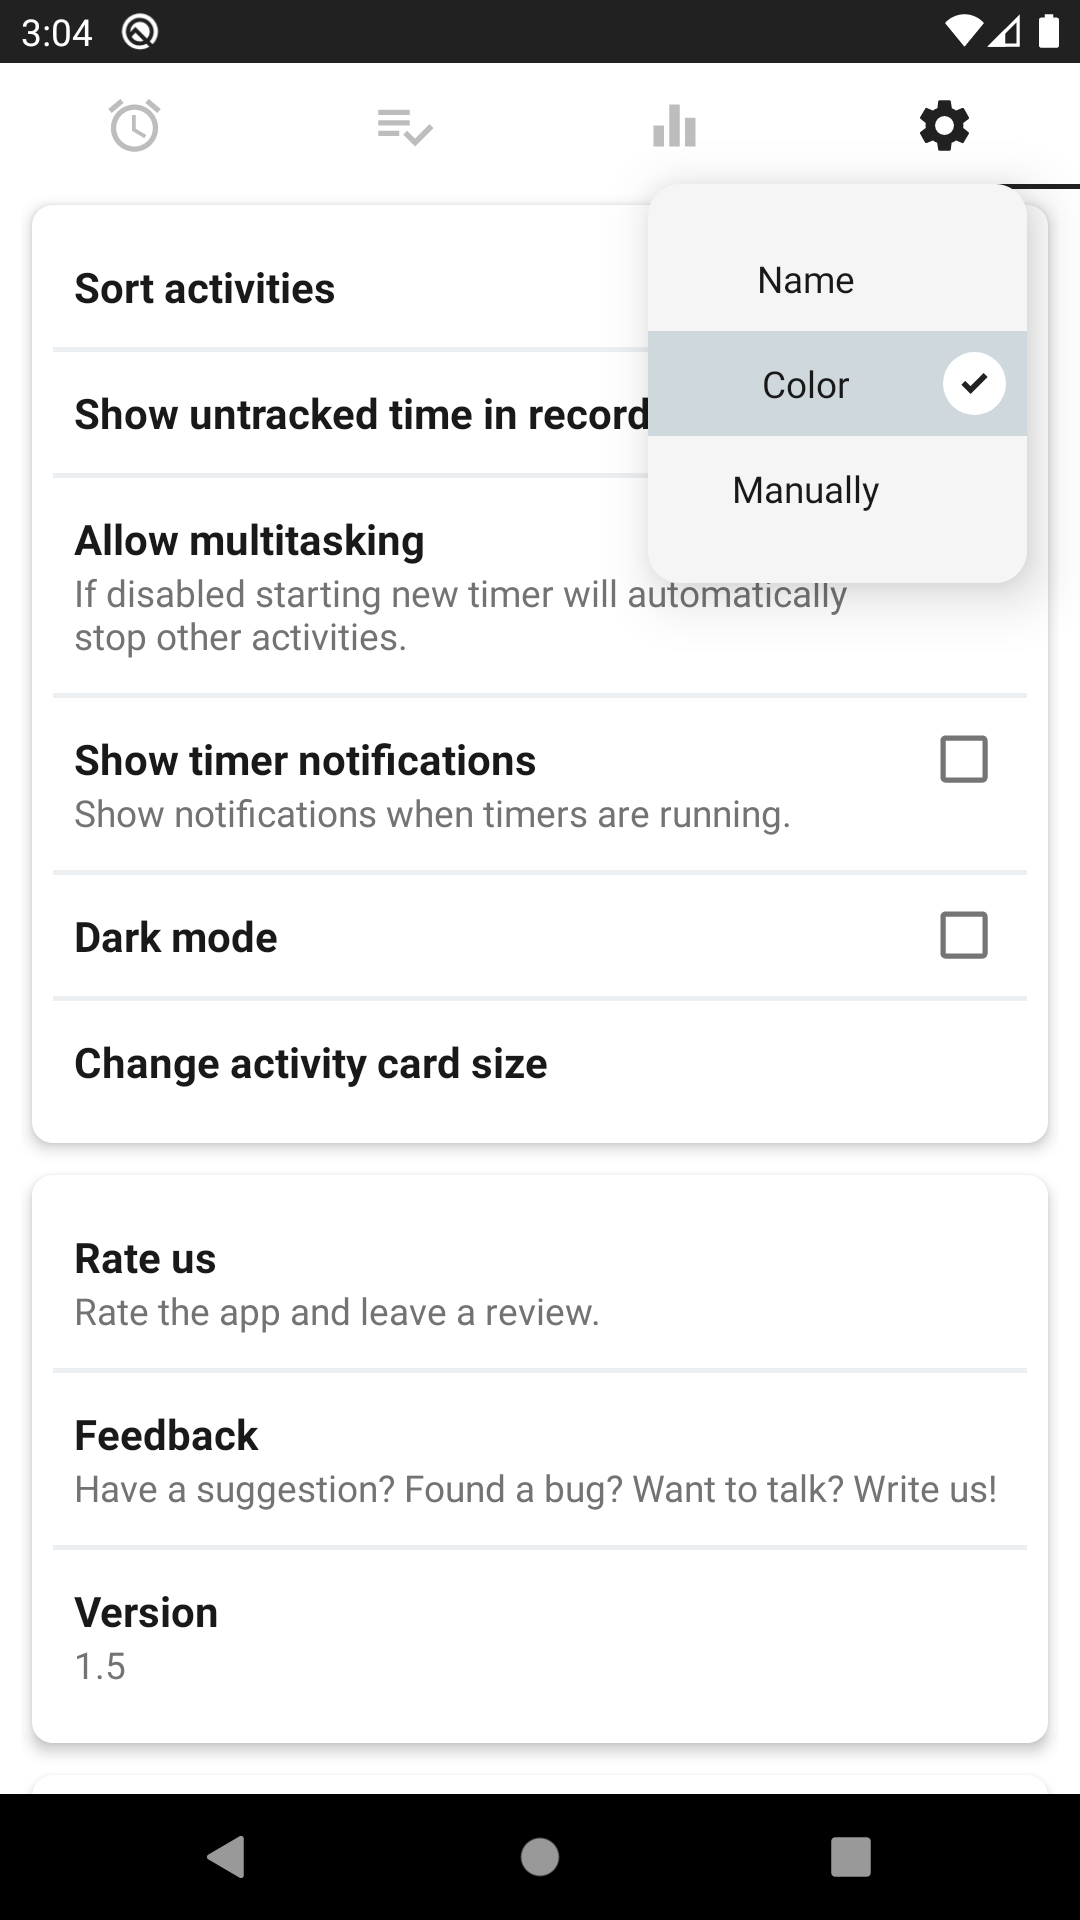 3:04
Sort activities
Name
Color
Manually
Show untracked time in record
Allow multitasking
If disabled starting new timer will automatically
stop other activities.
Show timer notifications
Show notifications when timers are running.
Dark mode
Change activity card size
Rate us
Rate the app and leave a review.
Feedback
Have a suggestion? Found a bug? Want to talk? Write us!
Version
1.5